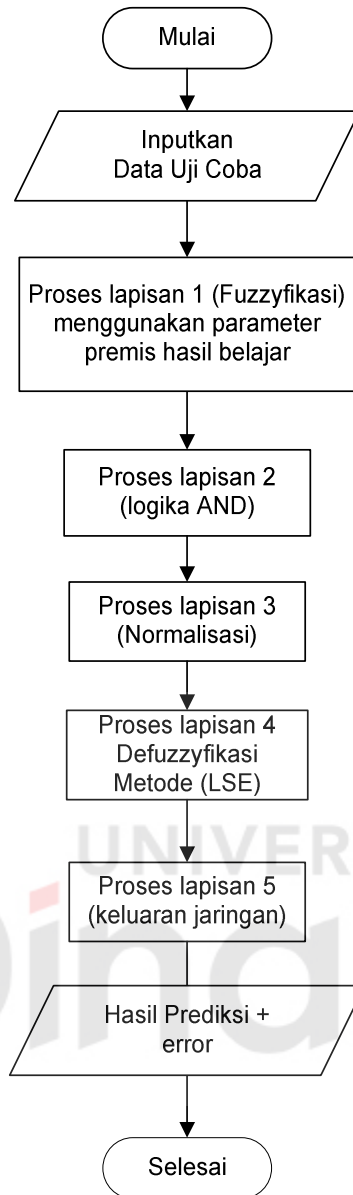 Mulai
Inputkan
Data Uji Coba
Proses lapisan 1 (Fuzzyfikasi)
menggunakan parameter
premis hasil belajar
Proses lapisan 2
(logika AND)
Proses lapisan 3
(Normalisasi)
Proses lapisan 4
Defuzzyfikasi
Metode (LSE)
UNIVER
Dina
Proses lapisan 5
(keluaran jaringan)
Hasil Prediksi +
error
Selesai